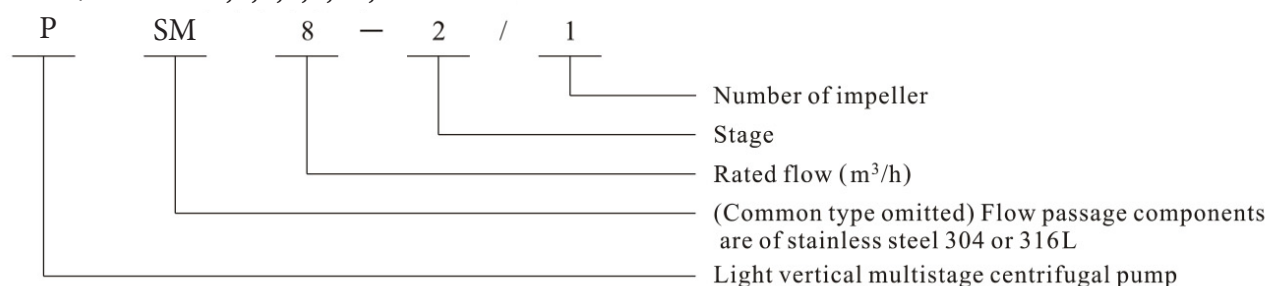 P SM 8 — 2 / 1
Number of impeller
Stage
Rated flow (m³/h)
(Common type omitted) Flow passage components
are of stainless steel 304 or 316L
Light vertical multistage centrifugal pump